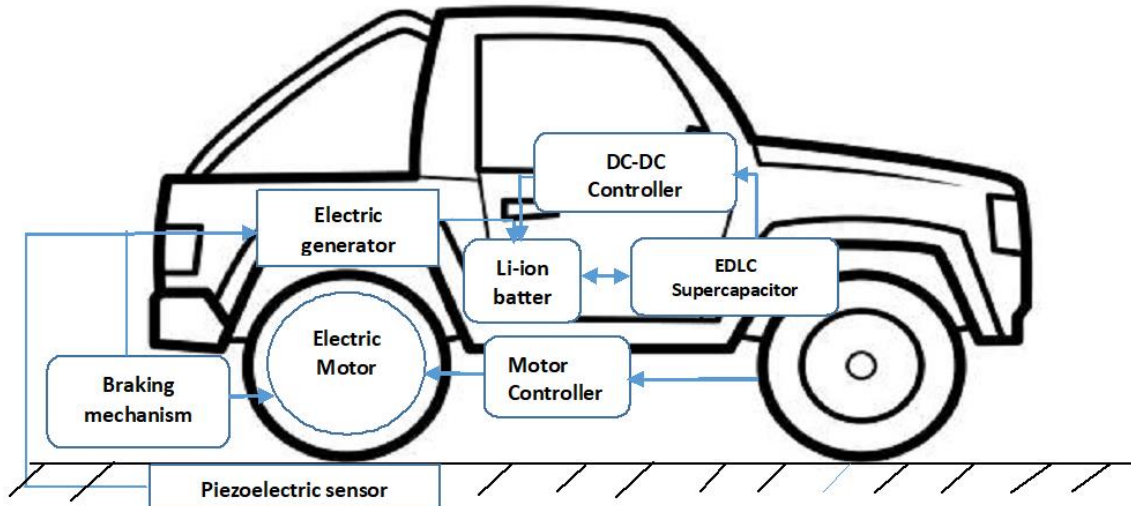 DC-DC
Controller
Electric
generator
Li-ion
batter
EDLC
Supercapacitor
Electric
Motor
Motor
Controller
Braking
mechanism
Piezoelectric sensor